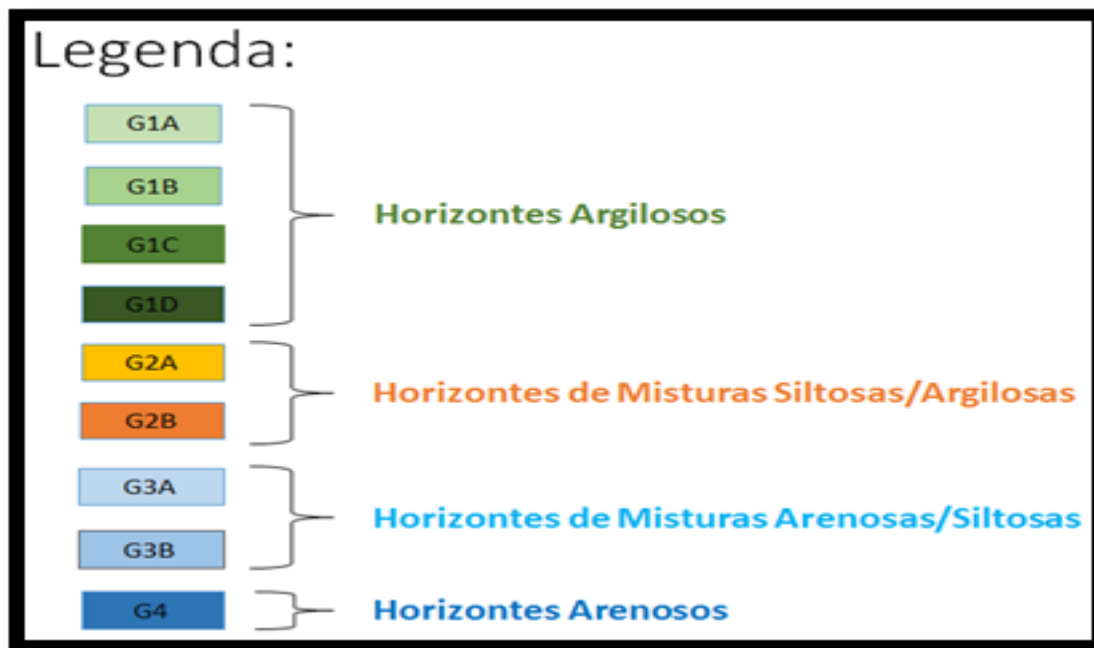 Legenda:
G1A
G1B
Horizontes Argilosos
G1C
G1D
G2A
Horizontes de Misturas Siltosas/Argilosas
G2B
G3A
Horizontes de Misturas Arenosas/Siltosas
G3B
G4
Horizontes Arenosos